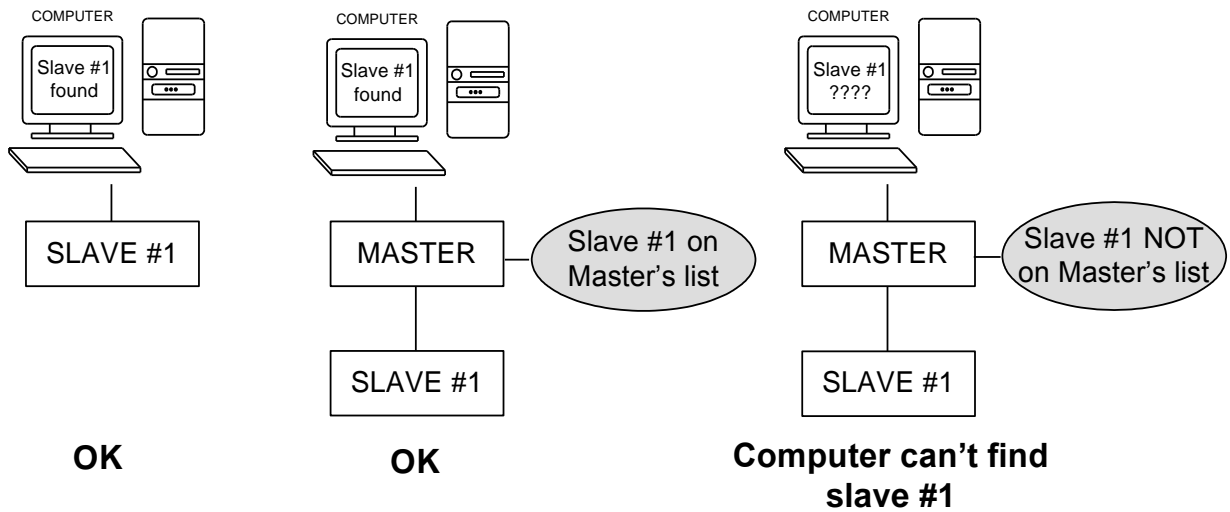 COMPUTER
Slave #1
found
SLAVE #1
OK
COMPUTER
Slave #1
found
MASTER
Slave #1 on
Master’s list
SLAVE #1
OK
COMPUTER
Slave #1
????
MASTER
Slave #1 NOT
on Master’s list
SLAVE #1
Computer can’t find
slave #1